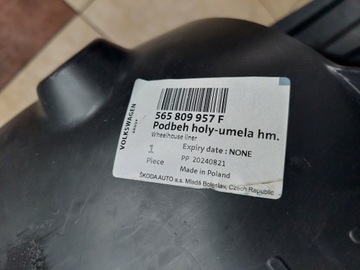 VOLKSWAGEN
GROUP
565 809 957 F
Podbeh holy-umela hm.
Wheelhouse liner
1
Piece
Expiry date : NONE
PP 20240821
Made in Poland
ŠKODA AUTO a.s. Mladá Boleslav, Czech Republic